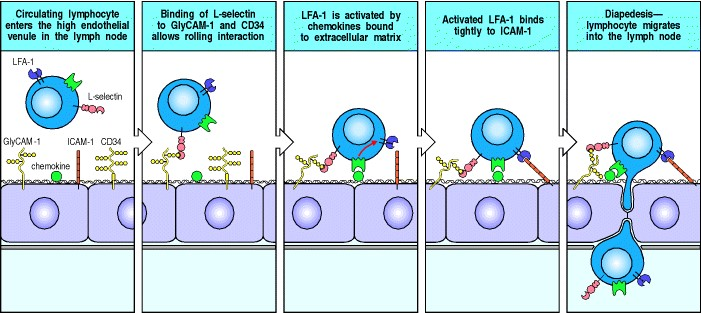 Circulating lymphocyte
enters the high endothelial
venule in the lymph node
Binding of L-selectin
to GlyCAM-1 and CD34
allows rolling interaction
LFA-1 is activated by
chemokines bound
to extracellular matrix
Activated LFA-1 binds
tightly to ICAM-1
Diapedesis—
lymphocyte migrates
into the lymph node
LFA-1
L-selectin
GlyCAM -1
ICAM-1
CD34
chemokine